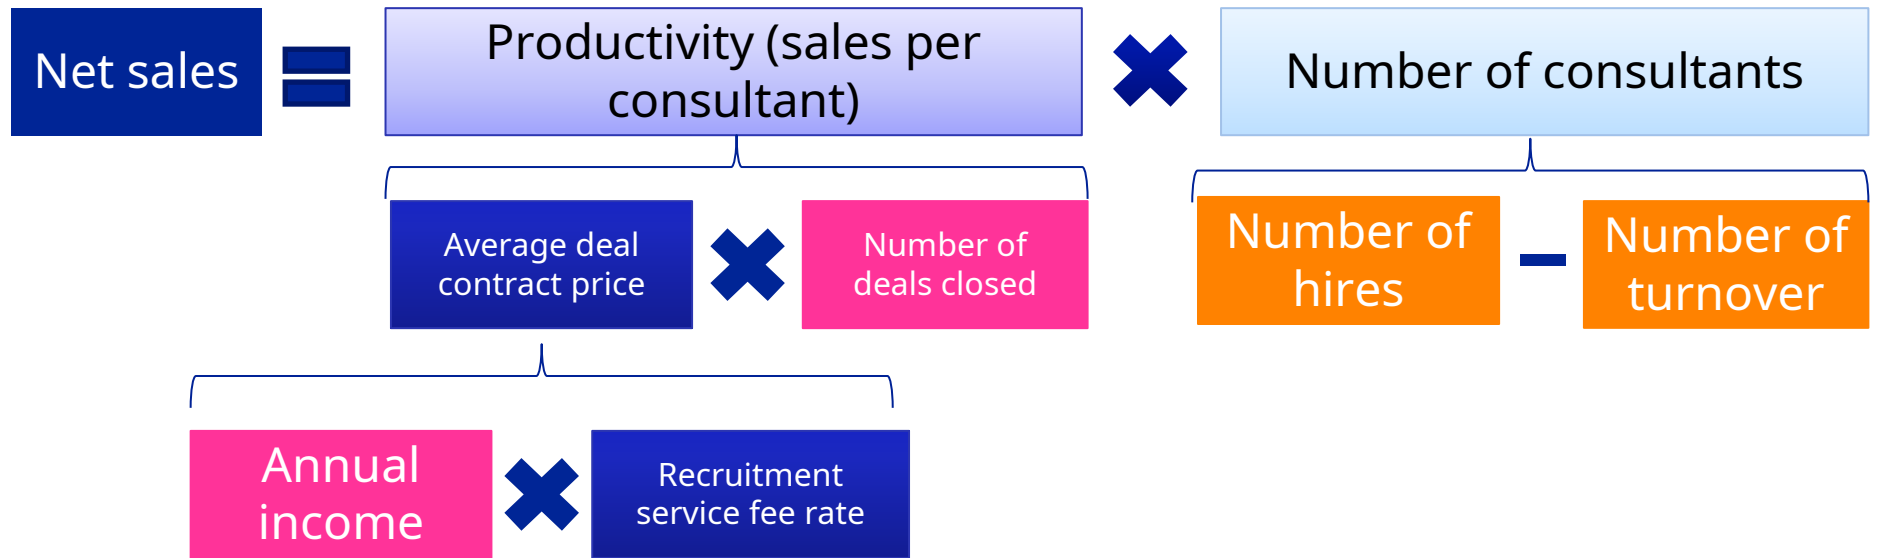 Net sales
Productivity (sales per
consultant)
Number of consultants
Average deal
contract price
Number of
deals closed
Number of
hires
Number of
turnover
Annual
income
Recruitment
service fee rate